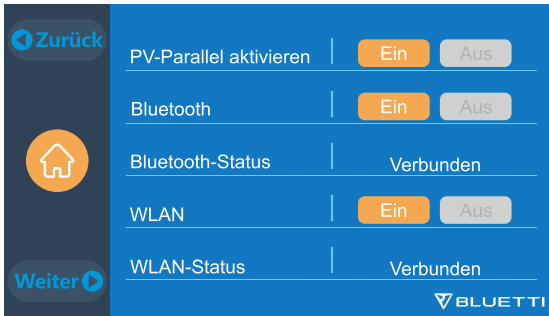 Zurück
PV-Parallel aktivieren Ein Aus
Bluetooth Ein Aus
Bluetooth-Status Verbunden
WLAN Ein Aus
WLAN-Status Verbunden
Weiter
BLUETTI